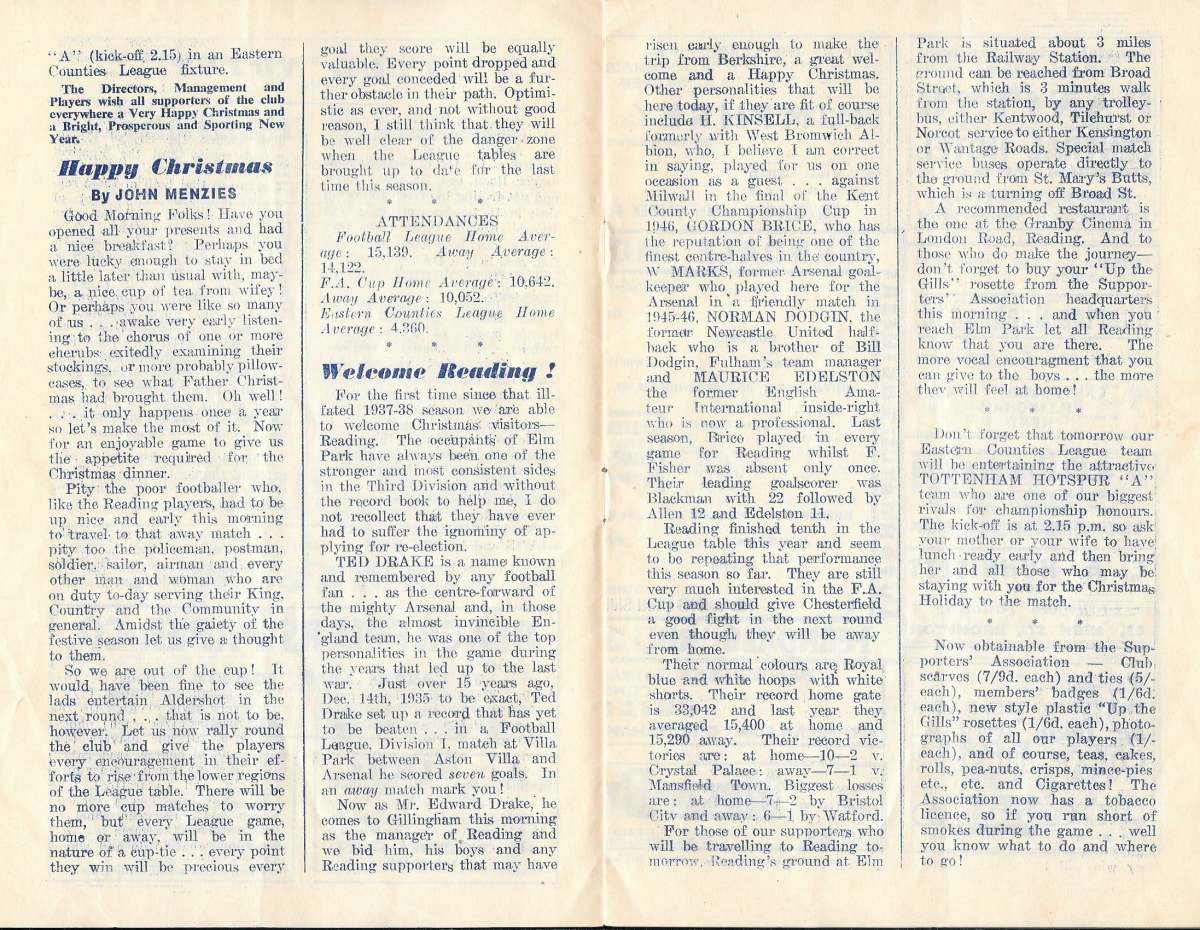 "A" (kick-off 2.15) in an Eastern
Counties League fixture.
The Directors, Management and
Players wish all supporters of the club
everywhere a Very Happy Christmas and
a Bright, Prosperous and Sporting New
Year.
Happy Christmas
By JOHN MENZIES
Good Morning Folks! Have you
opened all your presents and had
a nice breakfast? Perhaps you
were lucky enough to stay in bed
a little later than usual with, may-
be, a nice cup of tea from wifey!
Or perhaps you were like so many
of us . . . awake very early listen-
ing to the chorus of one or more
cherubs exitedly examining their
stockings, or more probably pillow-
cases, to see what Father Christ-
mas had brought them. Oh well!
. . . it only happens once a year
so let's make the most of it. Now
for an enjoyable game to give us
the appetite required for the
Christmas dinner.
Pity the poor footballer who,
like the Reading players, had to be
up nice and early this morning
to travel to that away match . . .
pity too the policeman, postman,
soldier, sailor, airman and every
other man and woman who are
on duty to-day serving their King,
Country and the Community in
general. Amidst the gaiety of the
festive season let us give a thought
to them.
So we are out of the cup! It
would have been fine to see the
lads entertain Aldershot in the
next round . . . that is not to be,
however. Let us now rally round
the club and give the players
every encouragement in their ef-
forts to rise from the lower regions
of the League table. There will be
no more cup matches to worry
them, but every League game,
home or away, will be in the
nature of a cup-tie . . . every point
they win will be precious every
goal they score will be equally
valuable. Every point dropped and
every goal conceded will be a fur-
ther obstacle in their path. Optimi-
stic as ever, and not without good
reason, I still think that they will
be well clear of the danger zone
when the League tables are
brought up to date for the last
time this season.
* * *
ATTENDANCES
Football League Home Aver-
age: 15,139. Away Average:
14,122.
F.A. Cup Home Average: 10,642.
Away Average: 10,052.
Eastern Counties League Home
Average: 4,360.
* * *
Welcome Reading!
For the first time since that ill-
fated 1937-38 season we are able
to welcome Christmas visitors—
Reading. The occupants of Elm
Park have always been one of the
stronger and most consistent sides
in the Third Division and without
the record book to help me, I do
not recollect that they have ever
had to suffer the ignominy of ap-
plying for re-election.
TED DRAKE is a name known
and remembered by any football
fan . . . as the centre-forward of
the mighty Arsenal and, in those
days, the almost invincible En-
gland team, he was one of the top
personalities in the game during
the years that led up to the last
war. Just over 15 years ago,
Dec. 14th, 1935 to be exact, Ted
Drake set up a record that has yet
to be beaten . . . in a Football
League, Division I, match at Villa
Park between Aston Villa and
Arsenal he scored seven goals. In
an away match mark you!
Now as Mr. Edward Drake, he
comes to Gillingham this morning
as the manager of Reading and
we bid him, his boys and any
Reading supporters that may have
risen early enough to make the
trip from Berkshire, a great wel-
come and a Happy Christmas.
Other personalities that will be
here today, if they are fit of course
include H. KINSELL, a full-back
formerly with West Bromwich Al-
bion, who, I believe I am correct
in saying, played for us on one
occasion as a guest . . . against
Milwall in the final of the Kent
County Championship Cup in
1946, GORDON BRICE, who has
the reputation of being one of the
finest centre-halves in the country,
W MARKS, former Arsenal goal-
keeper who played here for the
Arsenal in a friendly match in
1945-46, NORMAN DODGIN, the
former Newcastle United half-
back who is a brother of Bill
Dodgin, Fulham's team manager
and MAURICE EDELSTON
the former English Ama-
teur International inside-right
who is now a professional. Last
season, Brice played in every
game for Reading whilst F.
Fisher was absent only once.
Their leading goalscorer was
Blackman with 22 followed by
Allen 12 and Edelston 11.
Reading finished tenth in the
League table this year and seem
to be repeating that performance
this season so far. They are still
very much interested in the F.A.
Cup and should give Chesterfield
a good fight in the next round
even though they will be away
from home.
Their normal colours are Royal
blue and white hoops with white
shorts. Their record home gate
is 33,042 and last year they
averaged 15,400 at home and
15,290 away. Their record vic-
tories are: at home—10—2 v.
Crystal Palace: away—7—1 v.
Mansfield Town. Biggest losses
are: at home—7—2 by Bristol
City and away: 6—1 by Watford.
For those of our supporters who
will be travelling to Reading to-
morrow, Reading's ground at Elm
Park is situated about 3 miles
from the Railway Station. The
ground can be reached from Broad
Street, which is 3 minutes walk
from the station, by any trolley-
bus, either Kentwood, Tilehurst or
Norcot service to either Kensington
or Wantage Roads. Special match
service buses operate directly to
the ground from St. Mary's Butts,
which is a turning off Broad St.
A recommended restaurant is
the one at the Granby Cinema in
London Road, Reading. And to
those who do make the journey—
don't forget to buy your "Up the
Gills" rosette from the Suppor-
ters' Association headquarters
this morning . . . and when you
reach Elm Park let all Reading
know that you are there. The
more vocal encouragment that you
can give to the boys . . . the more
they will feel at home!
* * *
Don't forget that tomorrow our
Eastern Counties League team
will be entertaining the attractive
TOTTENHAM HOTSPUR "A"
team who are one of our biggest
rivals for championship honours.
The kick-off is at 2.15 p.m. so ask
your mother or your wife to have
lunch ready early and then bring
her and all those who may be
staying with you for the Christmas
Holiday to the match.
* * *
Now obtainable from the Sup-
porters' Association — Club
scarves (7/9d. each) and ties (5/-
each), members' badges (1/6d.
each), new style plastic "Up the
Gills" rosettes (1/6d. each), photo-
graphs of all our players (1/-
each), and of course, teas, cakes,
rolls, pea-nuts, crisps, mince-pies
etc., etc. and Cigarettes! The
Association now has a tobacco
licence, so if you run short of
smokes during the game . . . well
you know what to do and where
to go!